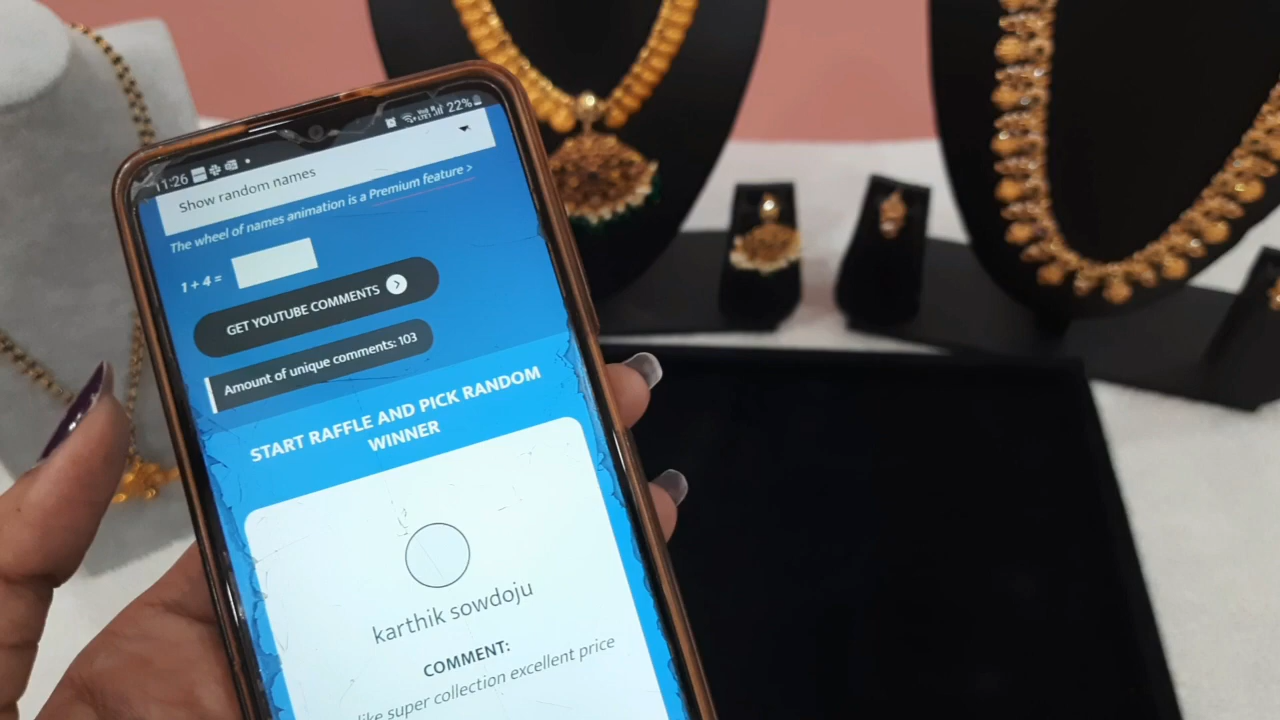 11:26
22%
Show random names
The wheel of names animation is a Premium feature >
1 + 4 =
GET YOUTUBE COMMENTS
Amount of unique comments: 103
START RAFFLE AND PICK RANDOM
WINNER
karthik sowdoju
COMMENT:
like super collection excellent price